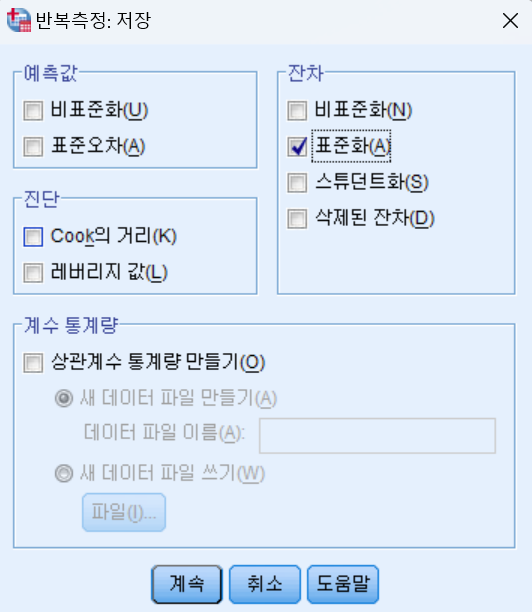 반복측정: 저장
예측값
비표준화(U)
표준오차(A)
진단
Cook의 거리(K)
레버리지 값(L)
잔차
비표준화(N)
표준화(A)
스튜던트화(S)
삭제된 잔차(D)
계수 통계량
상관계수 통계량 만들기(O)
새 데이터 파일 만들기(A)
데이터 파일 이름(A):
새 데이터 파일 쓰기(W)
파일(I)...
계속 취소 도움말